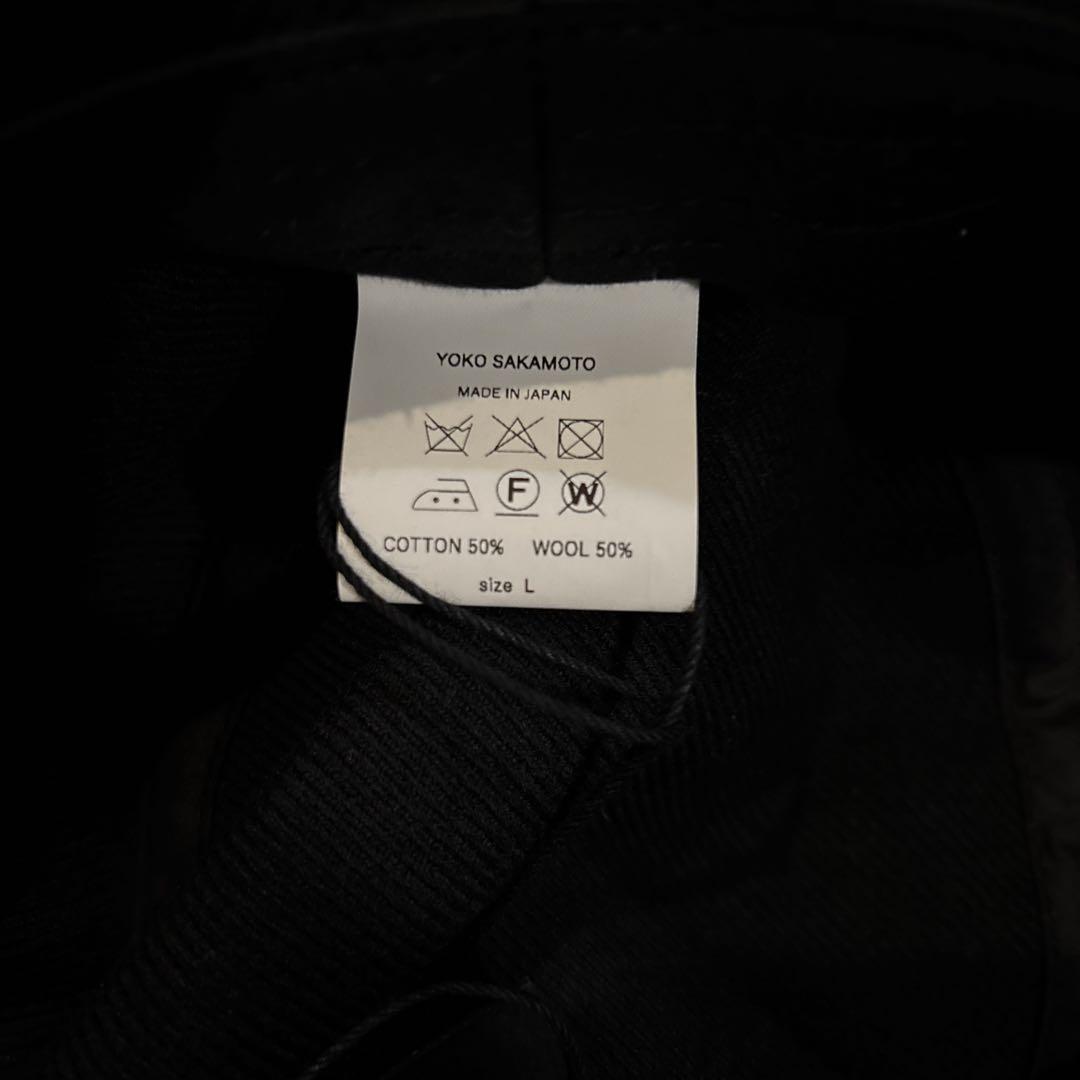 YOKO SAKAMOTO
MADE IN JAPAN
F W
COTTON 50% WOOL 50%
size L